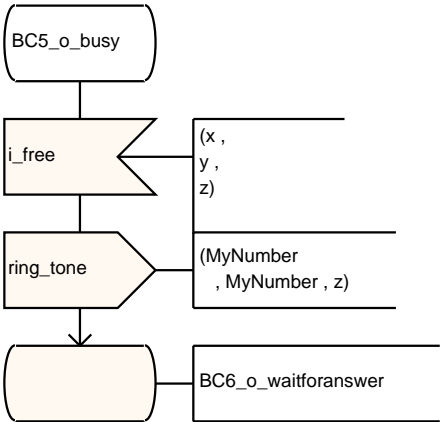 BC5_o_busy
i_free
(x ,
y ,
z)
ring_tone
(MyNumber
, MyNumber , z)
BC6_o_waitforanswer